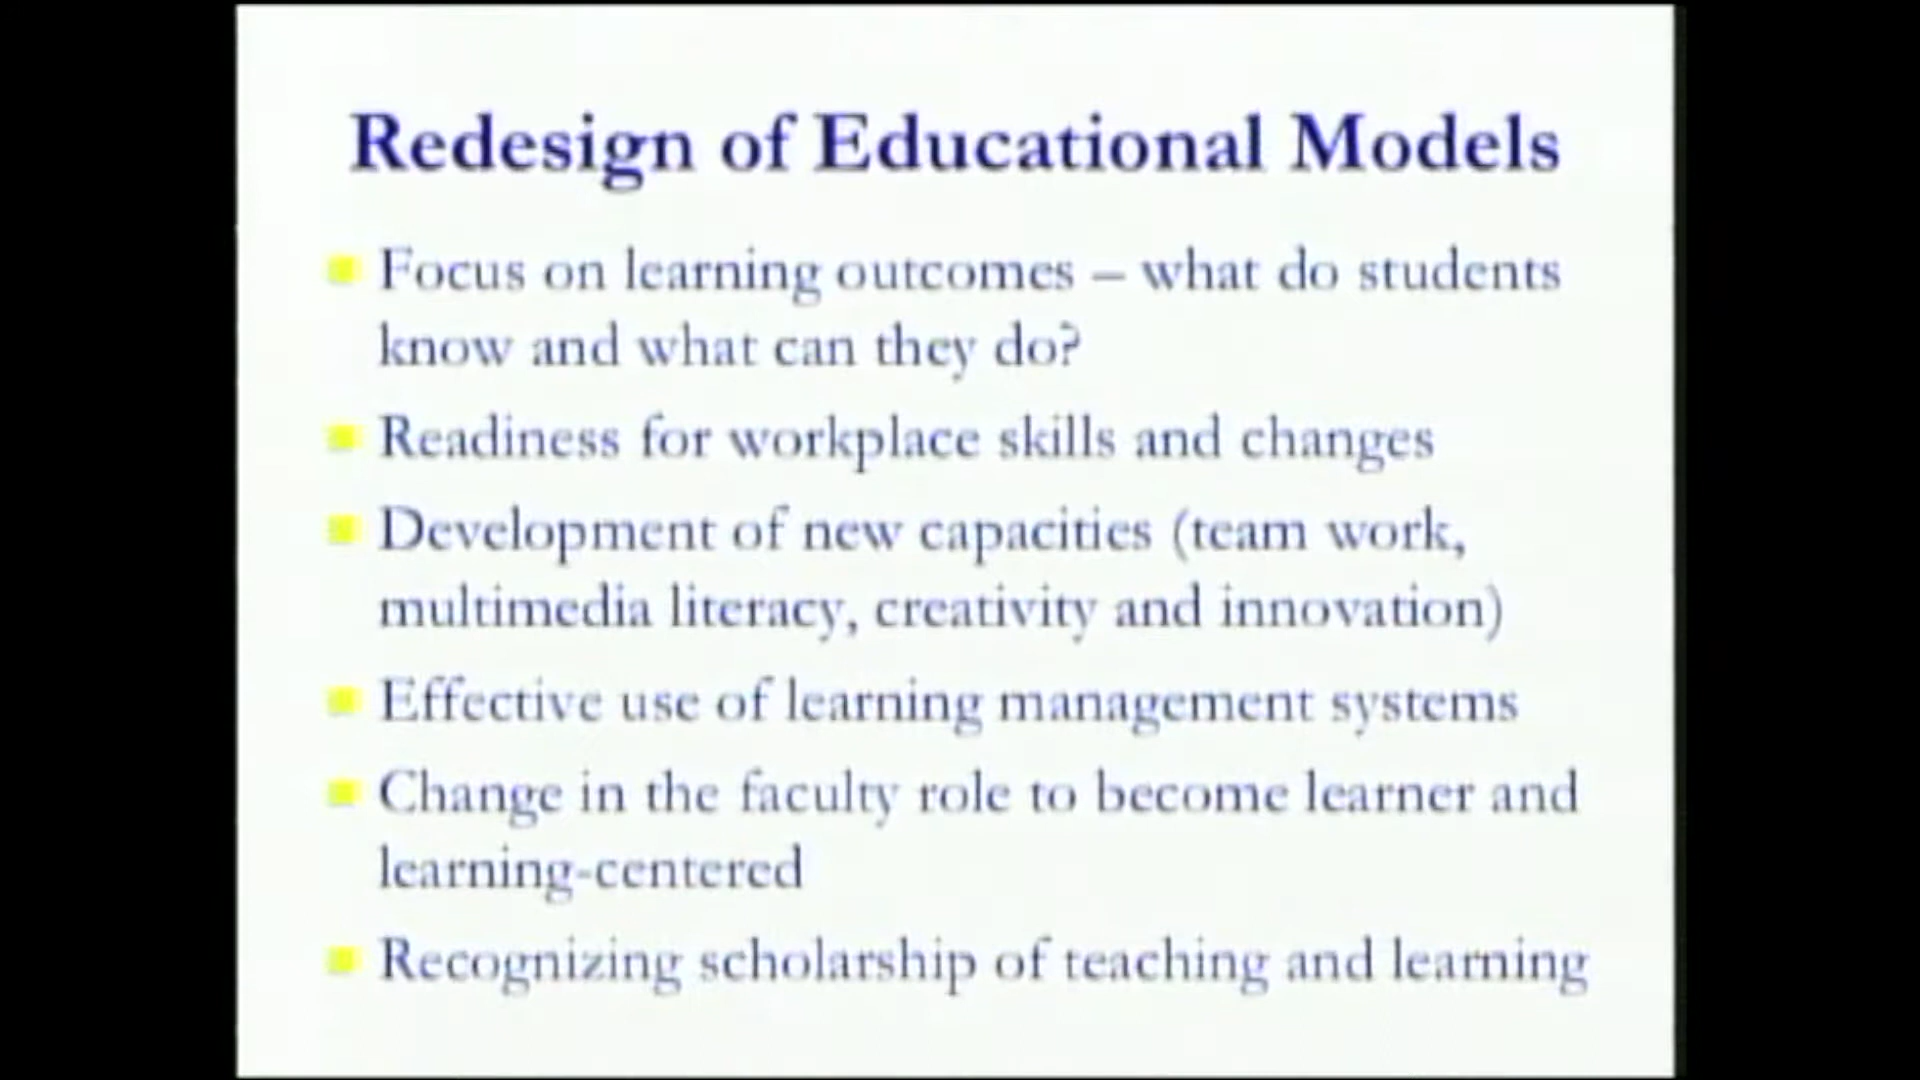 Redesign of Educational Models
Focus on learning outcomes – what do students
know and what can they do?
Readiness for workplace skills and changes
Development of new capacities (team work,
multimedia literacy, creativity and innovation)
Effective use of learning management systems
Change in the faculty role to become learner and
learning-centered
Recognizing scholarship of teaching and learning